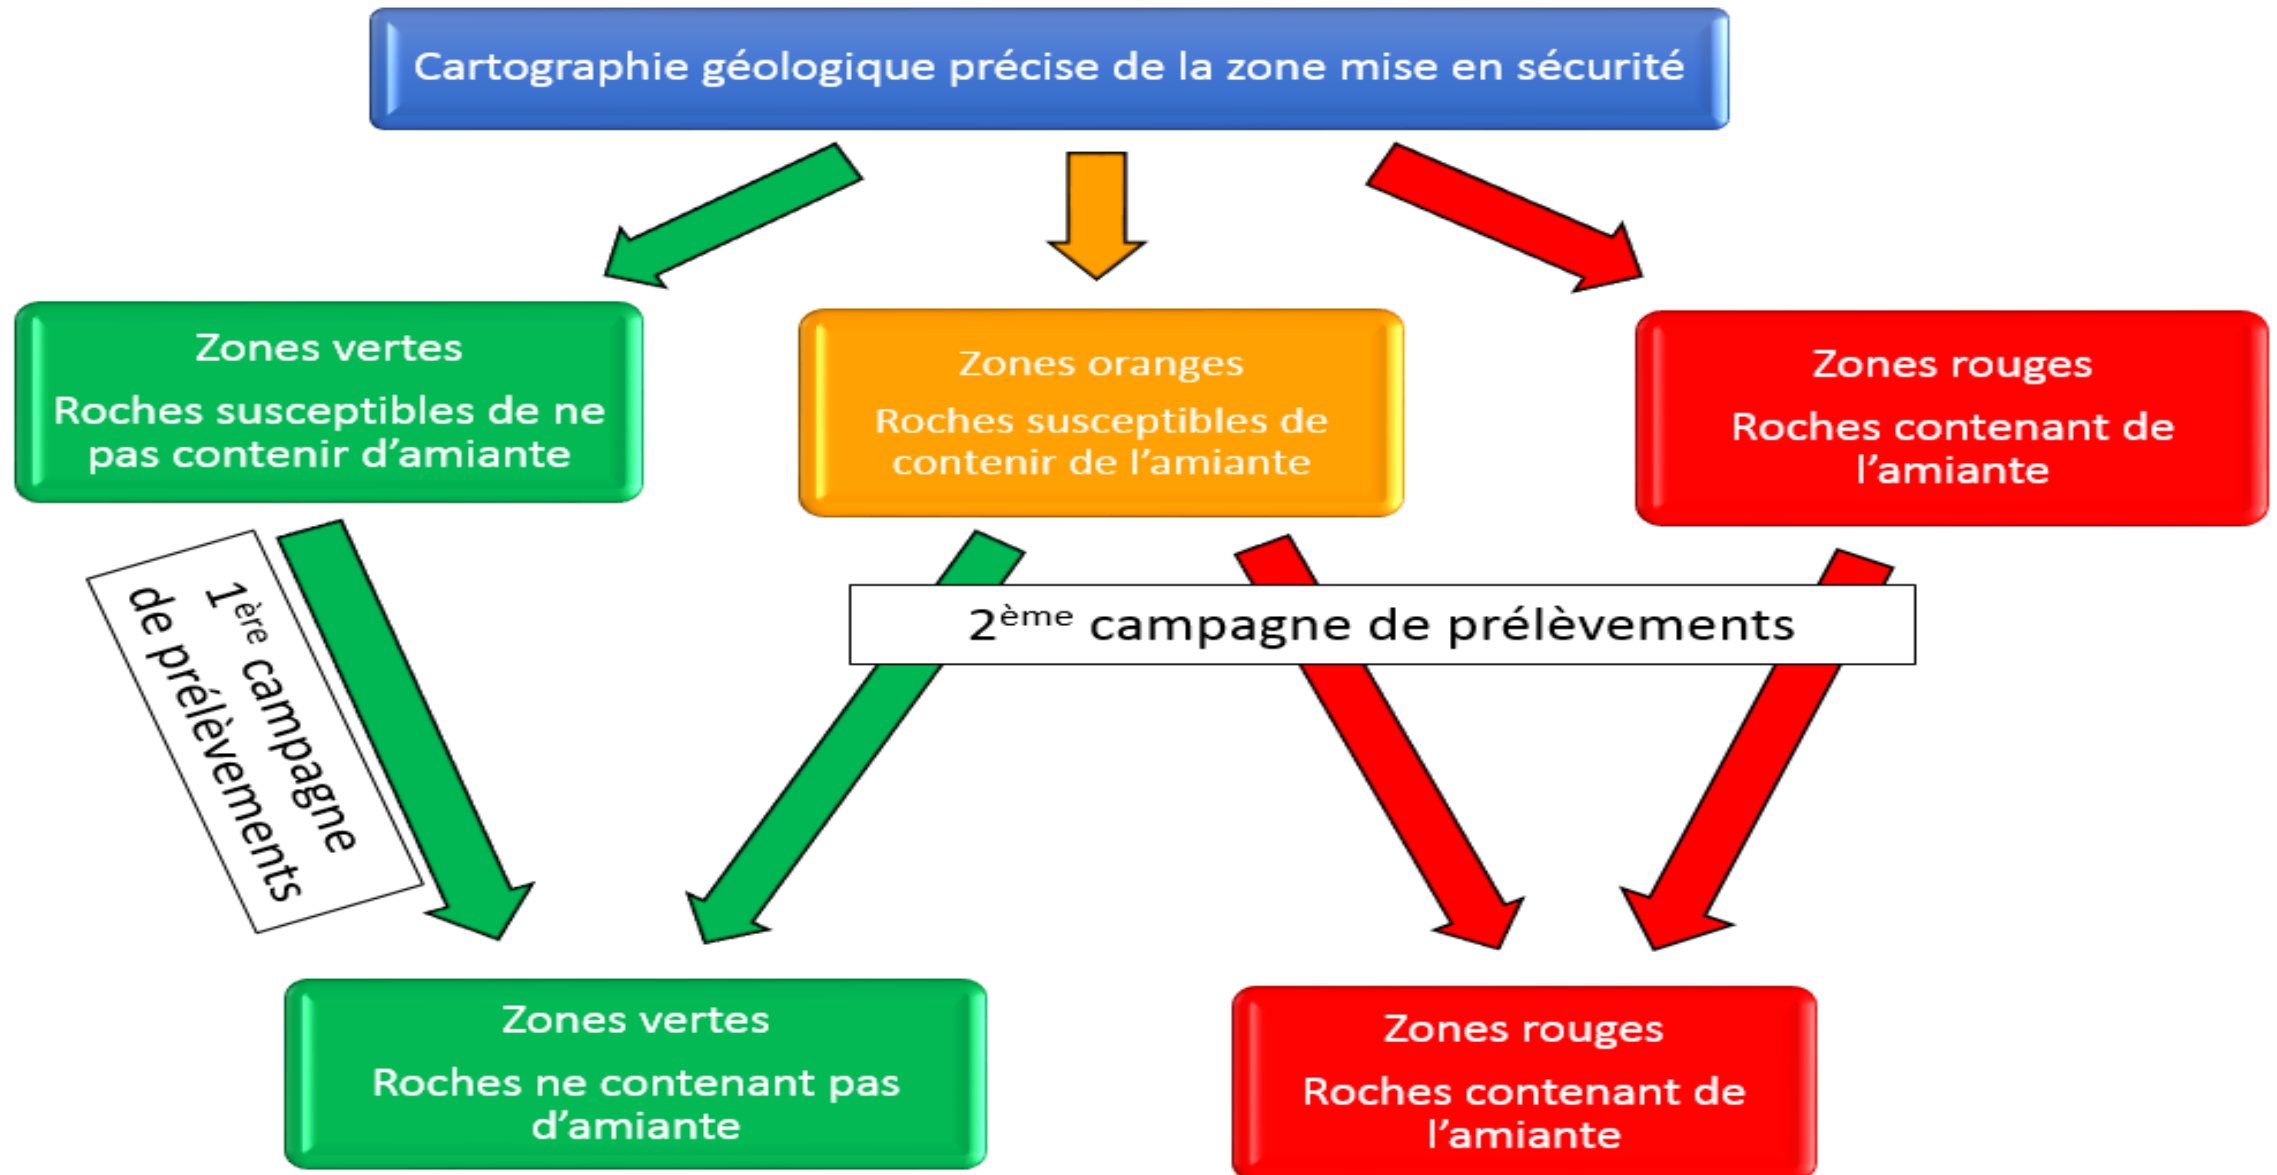 Cartographie géologique précise de la zone mise en sécurité
Zones vertes
Roches susceptibles de ne
pas contenir d’amiante
Zones oranges
Roches susceptibles de
contenir de l’amiante
Zones rouges
Roches contenant de
l’amiante
1ère campagne
de prélèvements
2ème campagne de prélèvements
Zones vertes
Roches ne contenant pas
d’amiante
Zones rouges
Roches contenant de
l’amiante